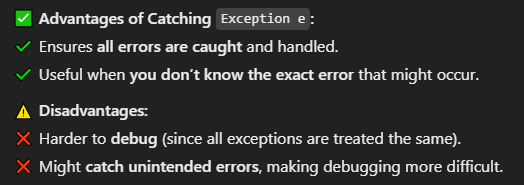 ✅ Advantages of Catching Exception e:
✔ Ensures all errors are caught and handled.
✔ Useful when you don’t know the exact error that might occur.
⚠ Disadvantages:
❌ Harder to debug (since all exceptions are treated the same).
❌ Might catch unintended errors, making debugging more difficult.